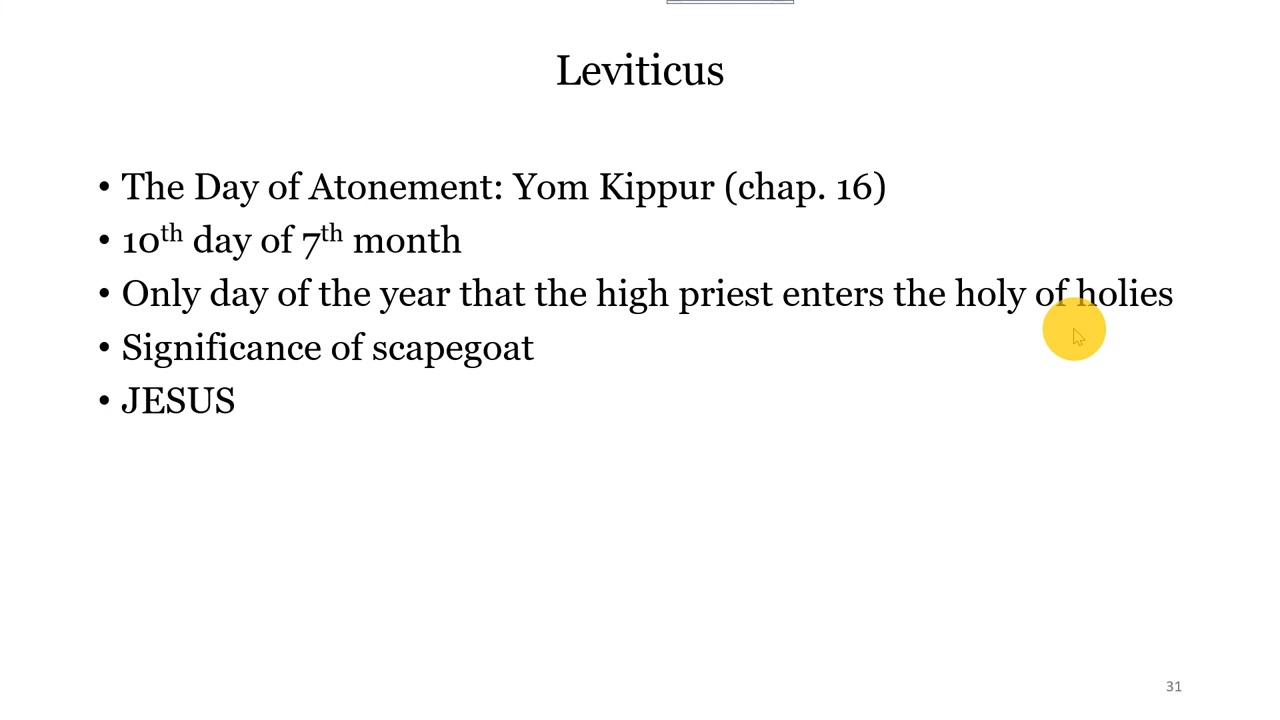 Leviticus
• The Day of Atonement: Yom Kippur (chap. 16)
• 10th day of 7th month
• Only day of the year that the high priest enters the holy of holies
• Significance of scapegoat
• JESUS
31